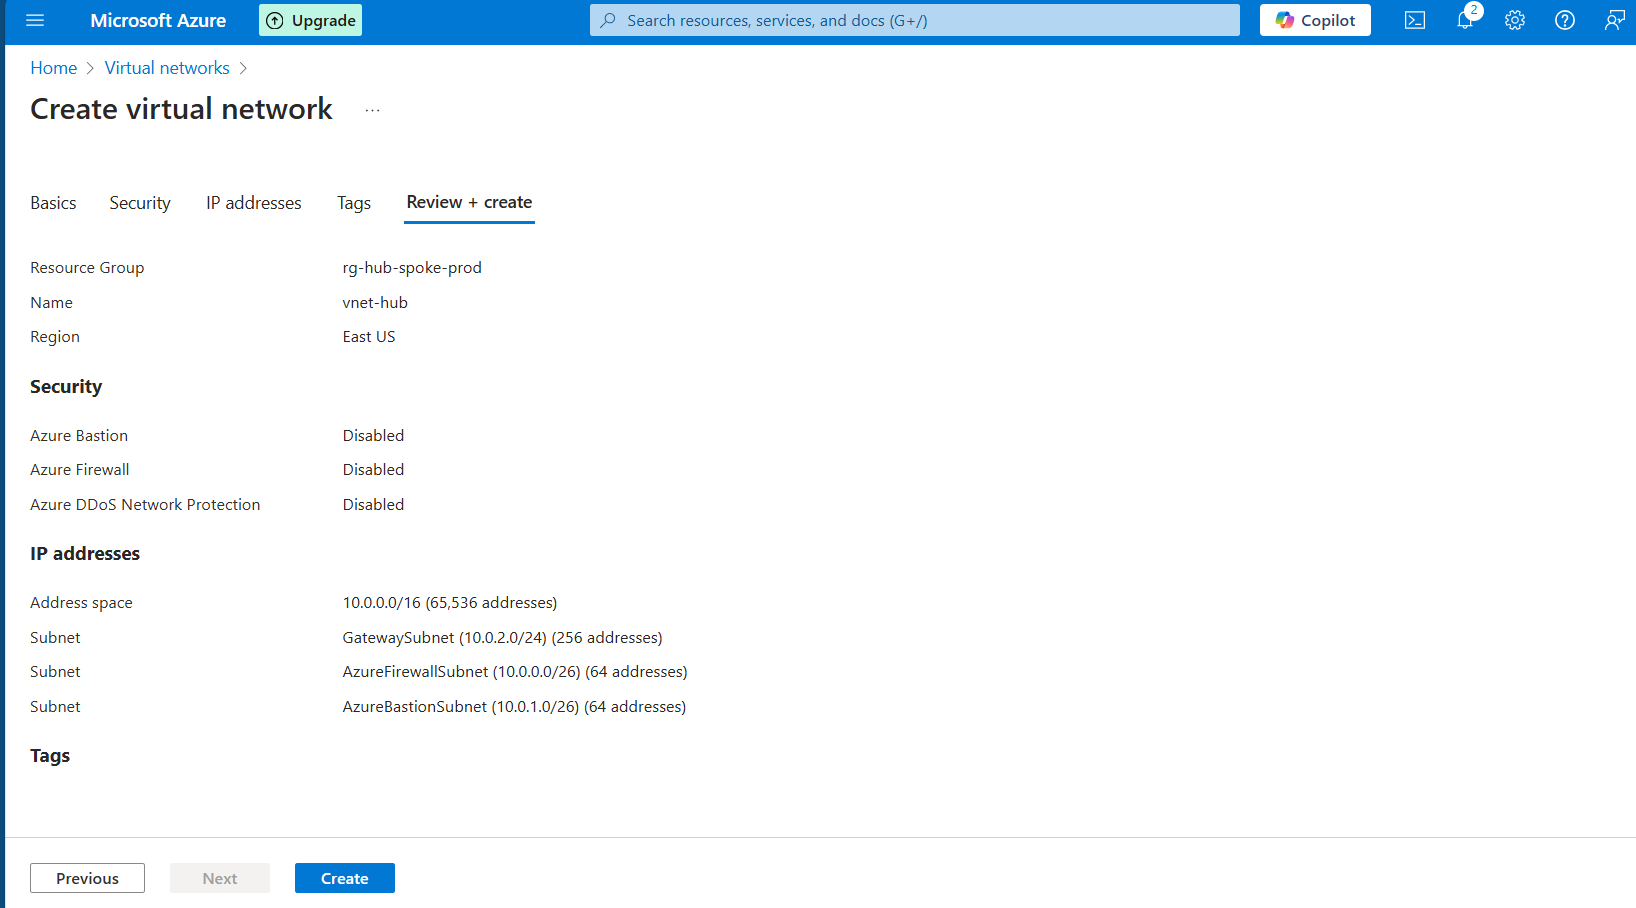 Microsoft Azure Upgrade Search resources, services, and docs (G+/) Copilot 2
Home > Virtual networks >
Create virtual network ...
Basics Security IP addresses Tags Review + create
Resource Group rg-hub-spoke-prod
Name vnet-hub
Region East US
Security
Azure Bastion Disabled
Azure Firewall Disabled
Azure DDoS Network Protection Disabled
IP addresses
Address space 10.0.0.0/16 (65,536 addresses)
Subnet GatewaySubnet (10.0.2.0/24) (256 addresses)
Subnet AzureFirewallSubnet (10.0.0.0/26) (64 addresses)
Subnet AzureBastionSubnet (10.0.1.0/26) (64 addresses)
Tags
Previous Next Create